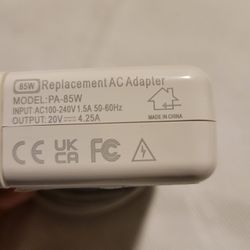 85W Replacement AC Adapter
MODEL: PA-85W
INPUT: AC100-240V 1.5A 50-60Hz
OUTPUT: 20V ⎓ 4.25A
MADE IN CHINA
CE UK CA FC